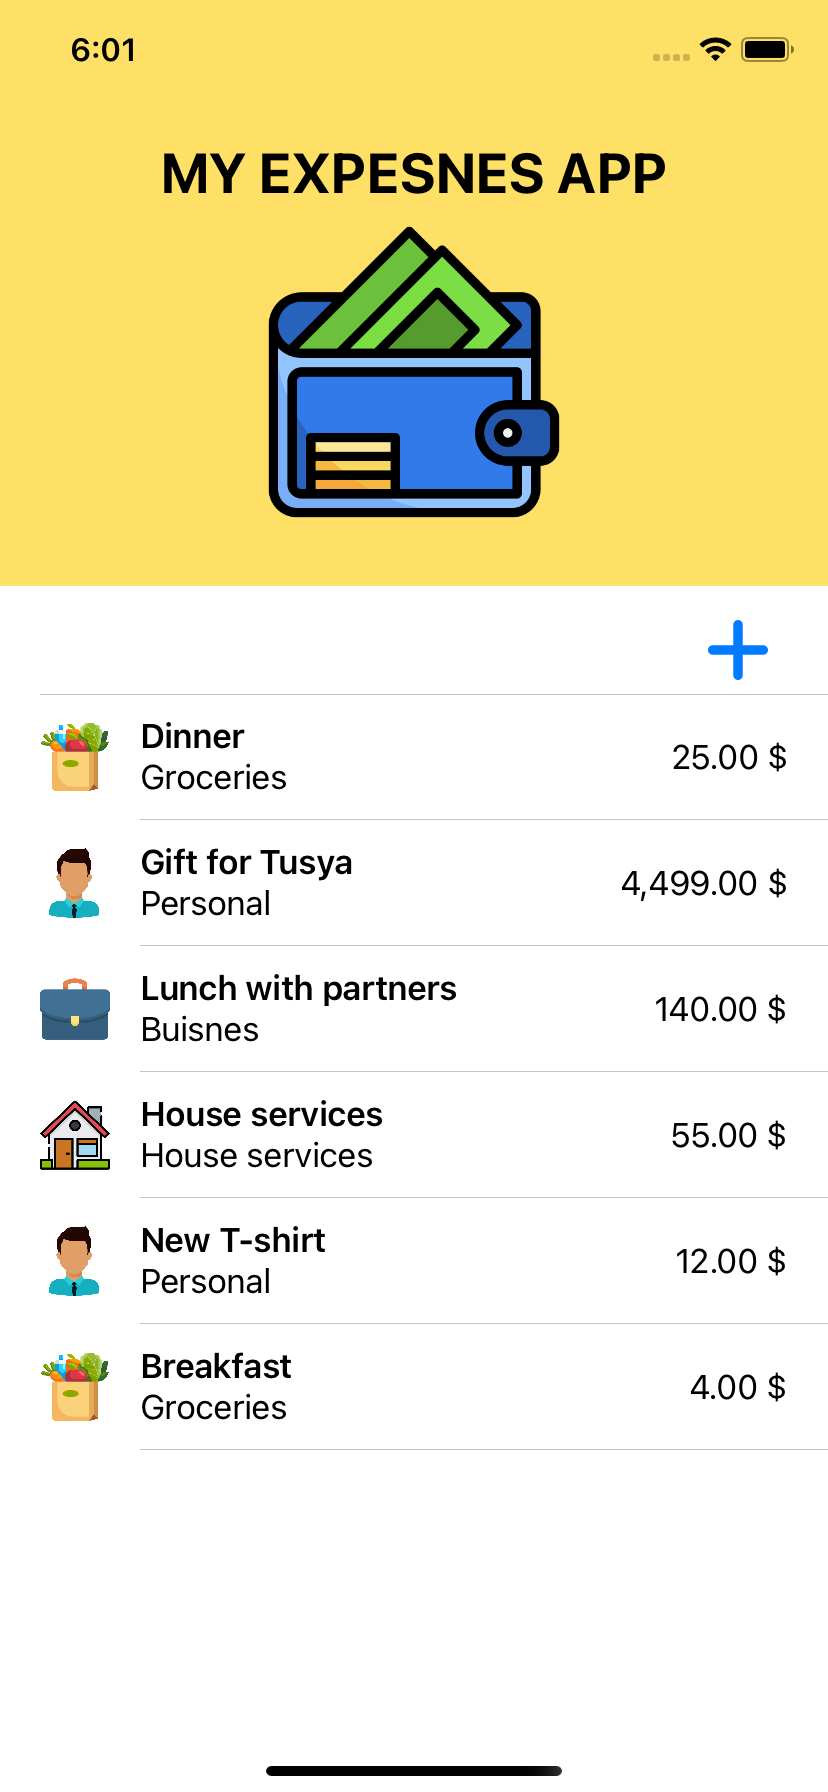 6:01
MY EXPESNES APP
Dinner
Groceries
25.00 $
Gift for Tusya
Personal
4,499.00 $
Lunch with partners
Buisnes
140.00 $
House services
House services
55.00 $
New T-shirt
Personal
12.00 $
Breakfast
Groceries
4.00 $